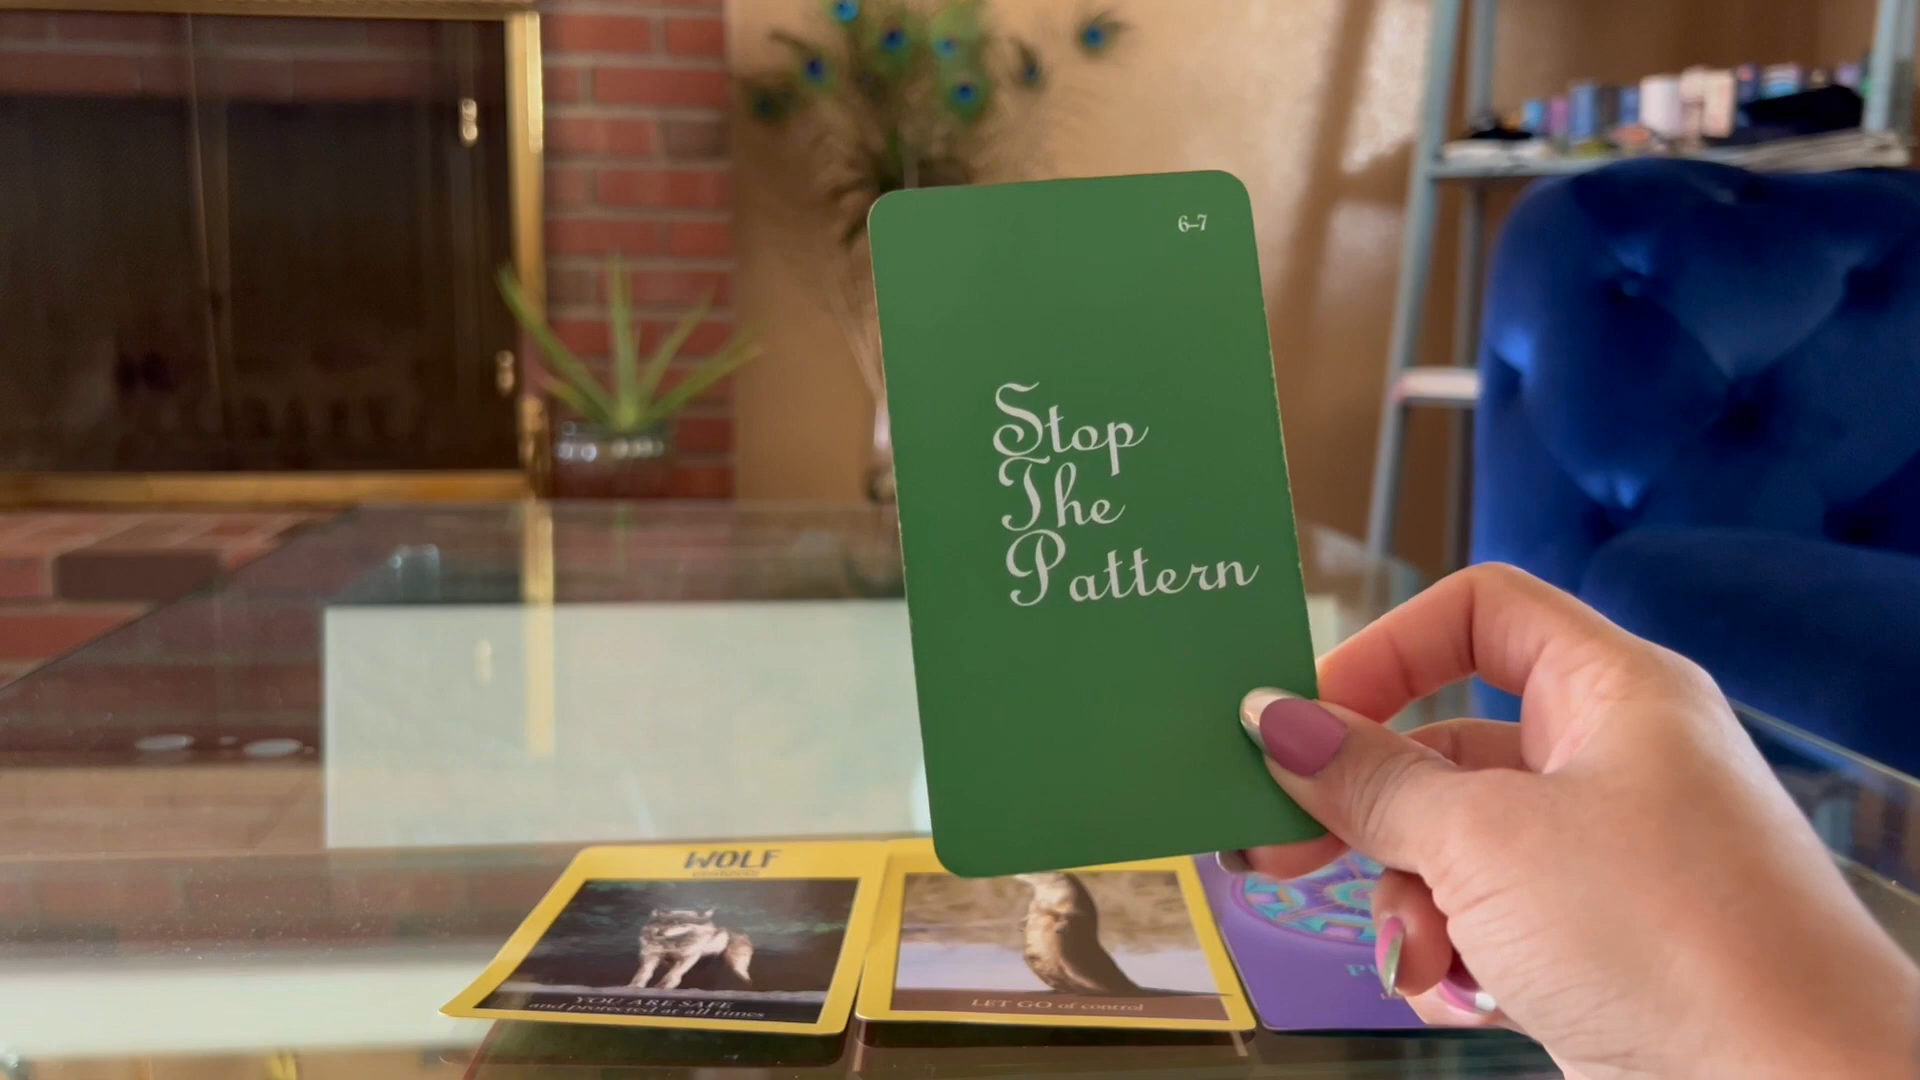 6–7
Stop
The
Pattern
WOLF
YOU ARE SAFE
and protected at all times
LET GO of control